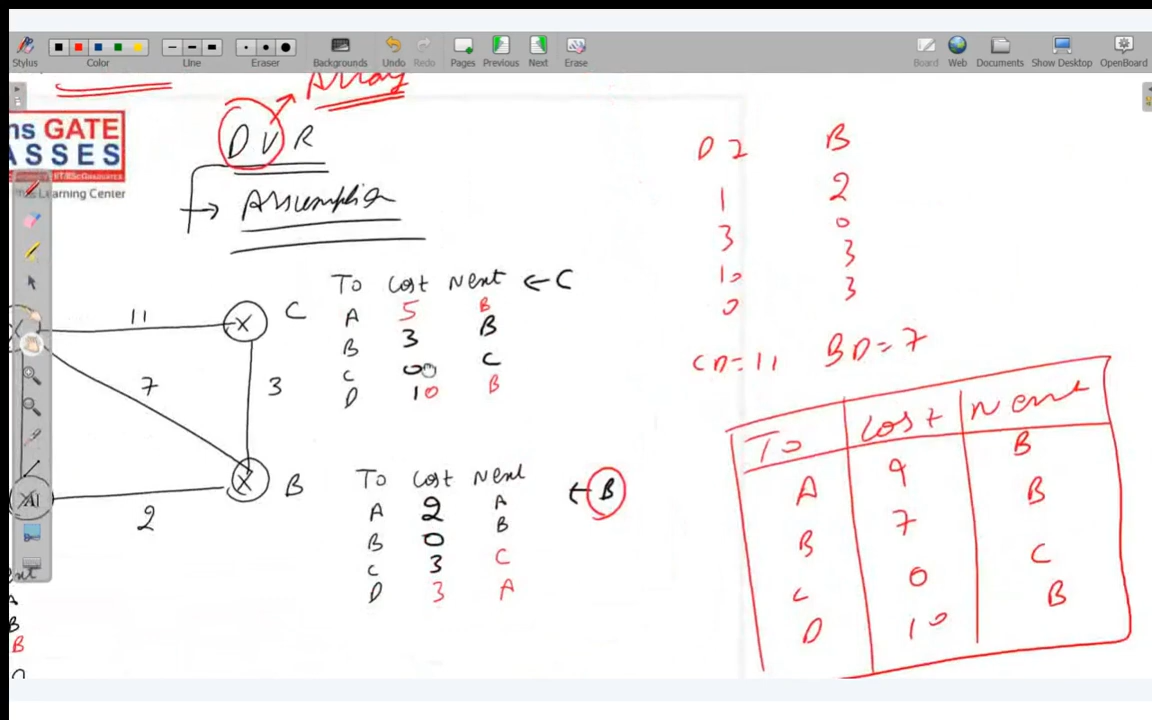 Stylus Color Line Eraser Backgrounds Undo Redo Pages Previous Next Erase Board Web Documents Show Desktop OpenBoard
Array
ns GATE
ASSES
Learning Center
DVR
Assumption
To Cost Next ← C
A 5 B
B 3 B
C 0 C
D 10 B
11
C
7
3
B
A
2
To Cost Next ← B
A 2 A
B 0 B
C 3 C
D 3 A
A
B
B
D2 B
1 2
3 0
10 3
0 3
CD=11 BD=7
To Cost Next
A 9 B
B 7 B
C 0 C
D 10 B